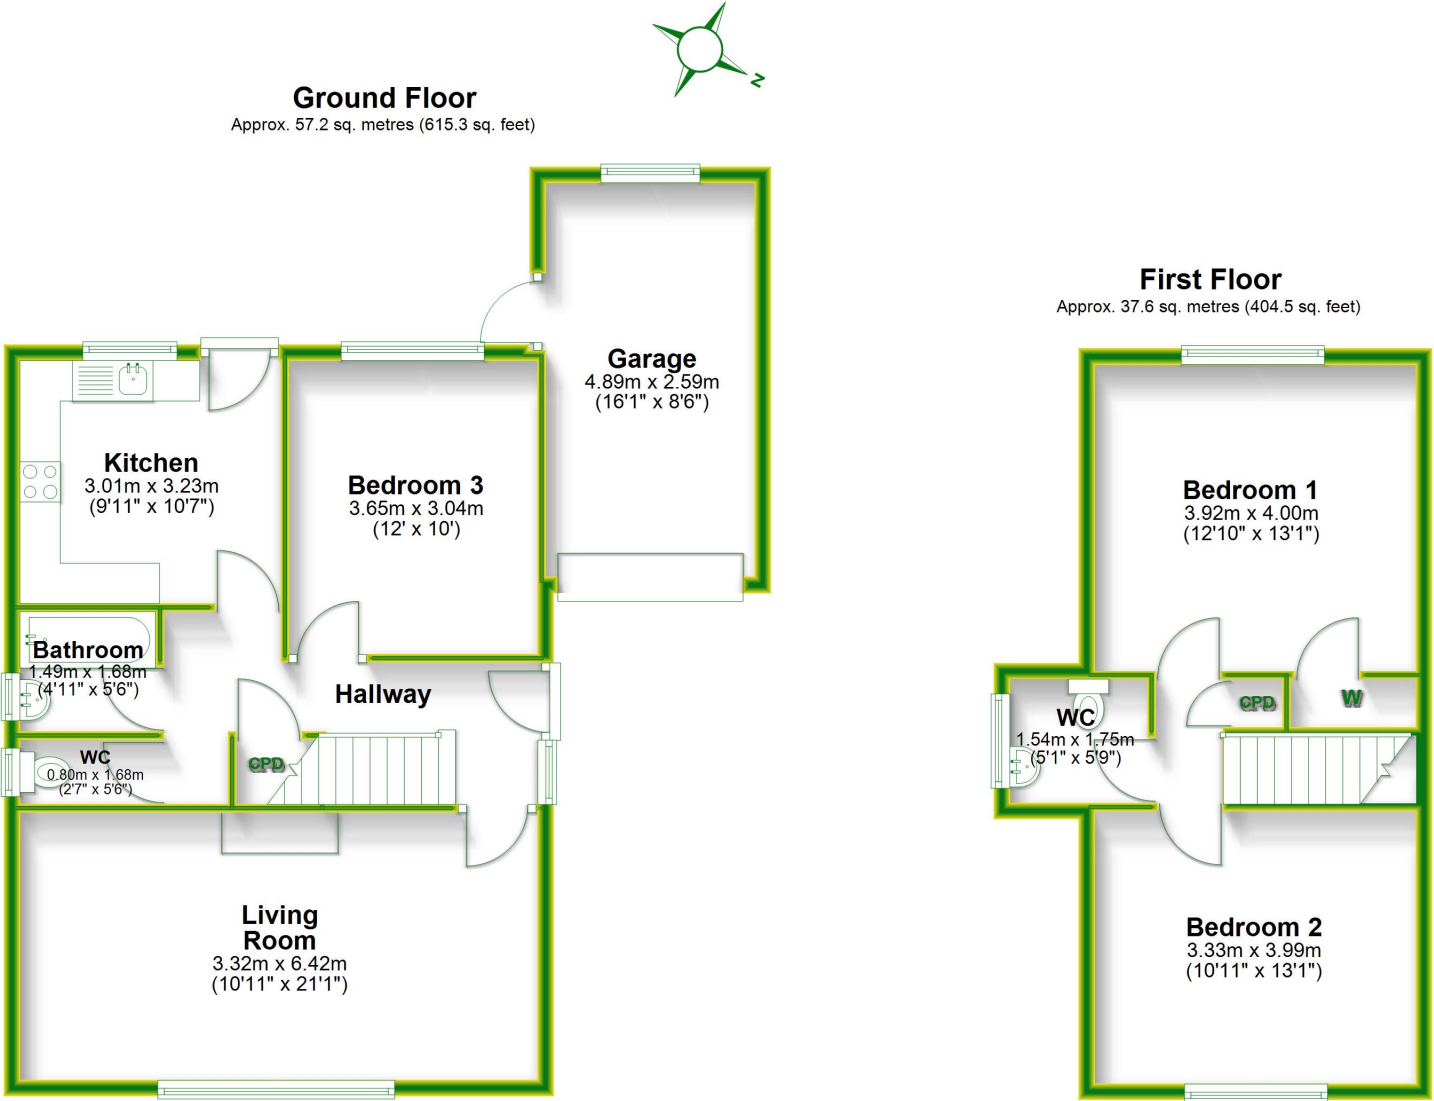 N
Ground Floor
Approx. 57.2 sq. metres (615.3 sq. feet)
Garage
4.89m x 2.59m
(16'1" x 8'6")
Kitchen
3.01m x 3.23m
(9'11" x 10'7")
Bedroom 3
3.65m x 3.04m
(12' x 10')
Bathroom
1.49m x 1.68m
(4'11" x 5'6")
Hallway
WC
0.80m x 1.68m
(2'7" x 5'6")
CPD
Living
Room
3.32m x 6.42m
(10'11" x 21'1")
First Floor
Approx. 37.6 sq. metres (404.5 sq. feet)
Bedroom 1
3.92m x 4.00m
(12'10" x 13'1")
CPD
W
WC
1.54m x 1.75m
(5'1" x 5'9")
Bedroom 2
3.33m x 3.99m
(10'11" x 13'1")